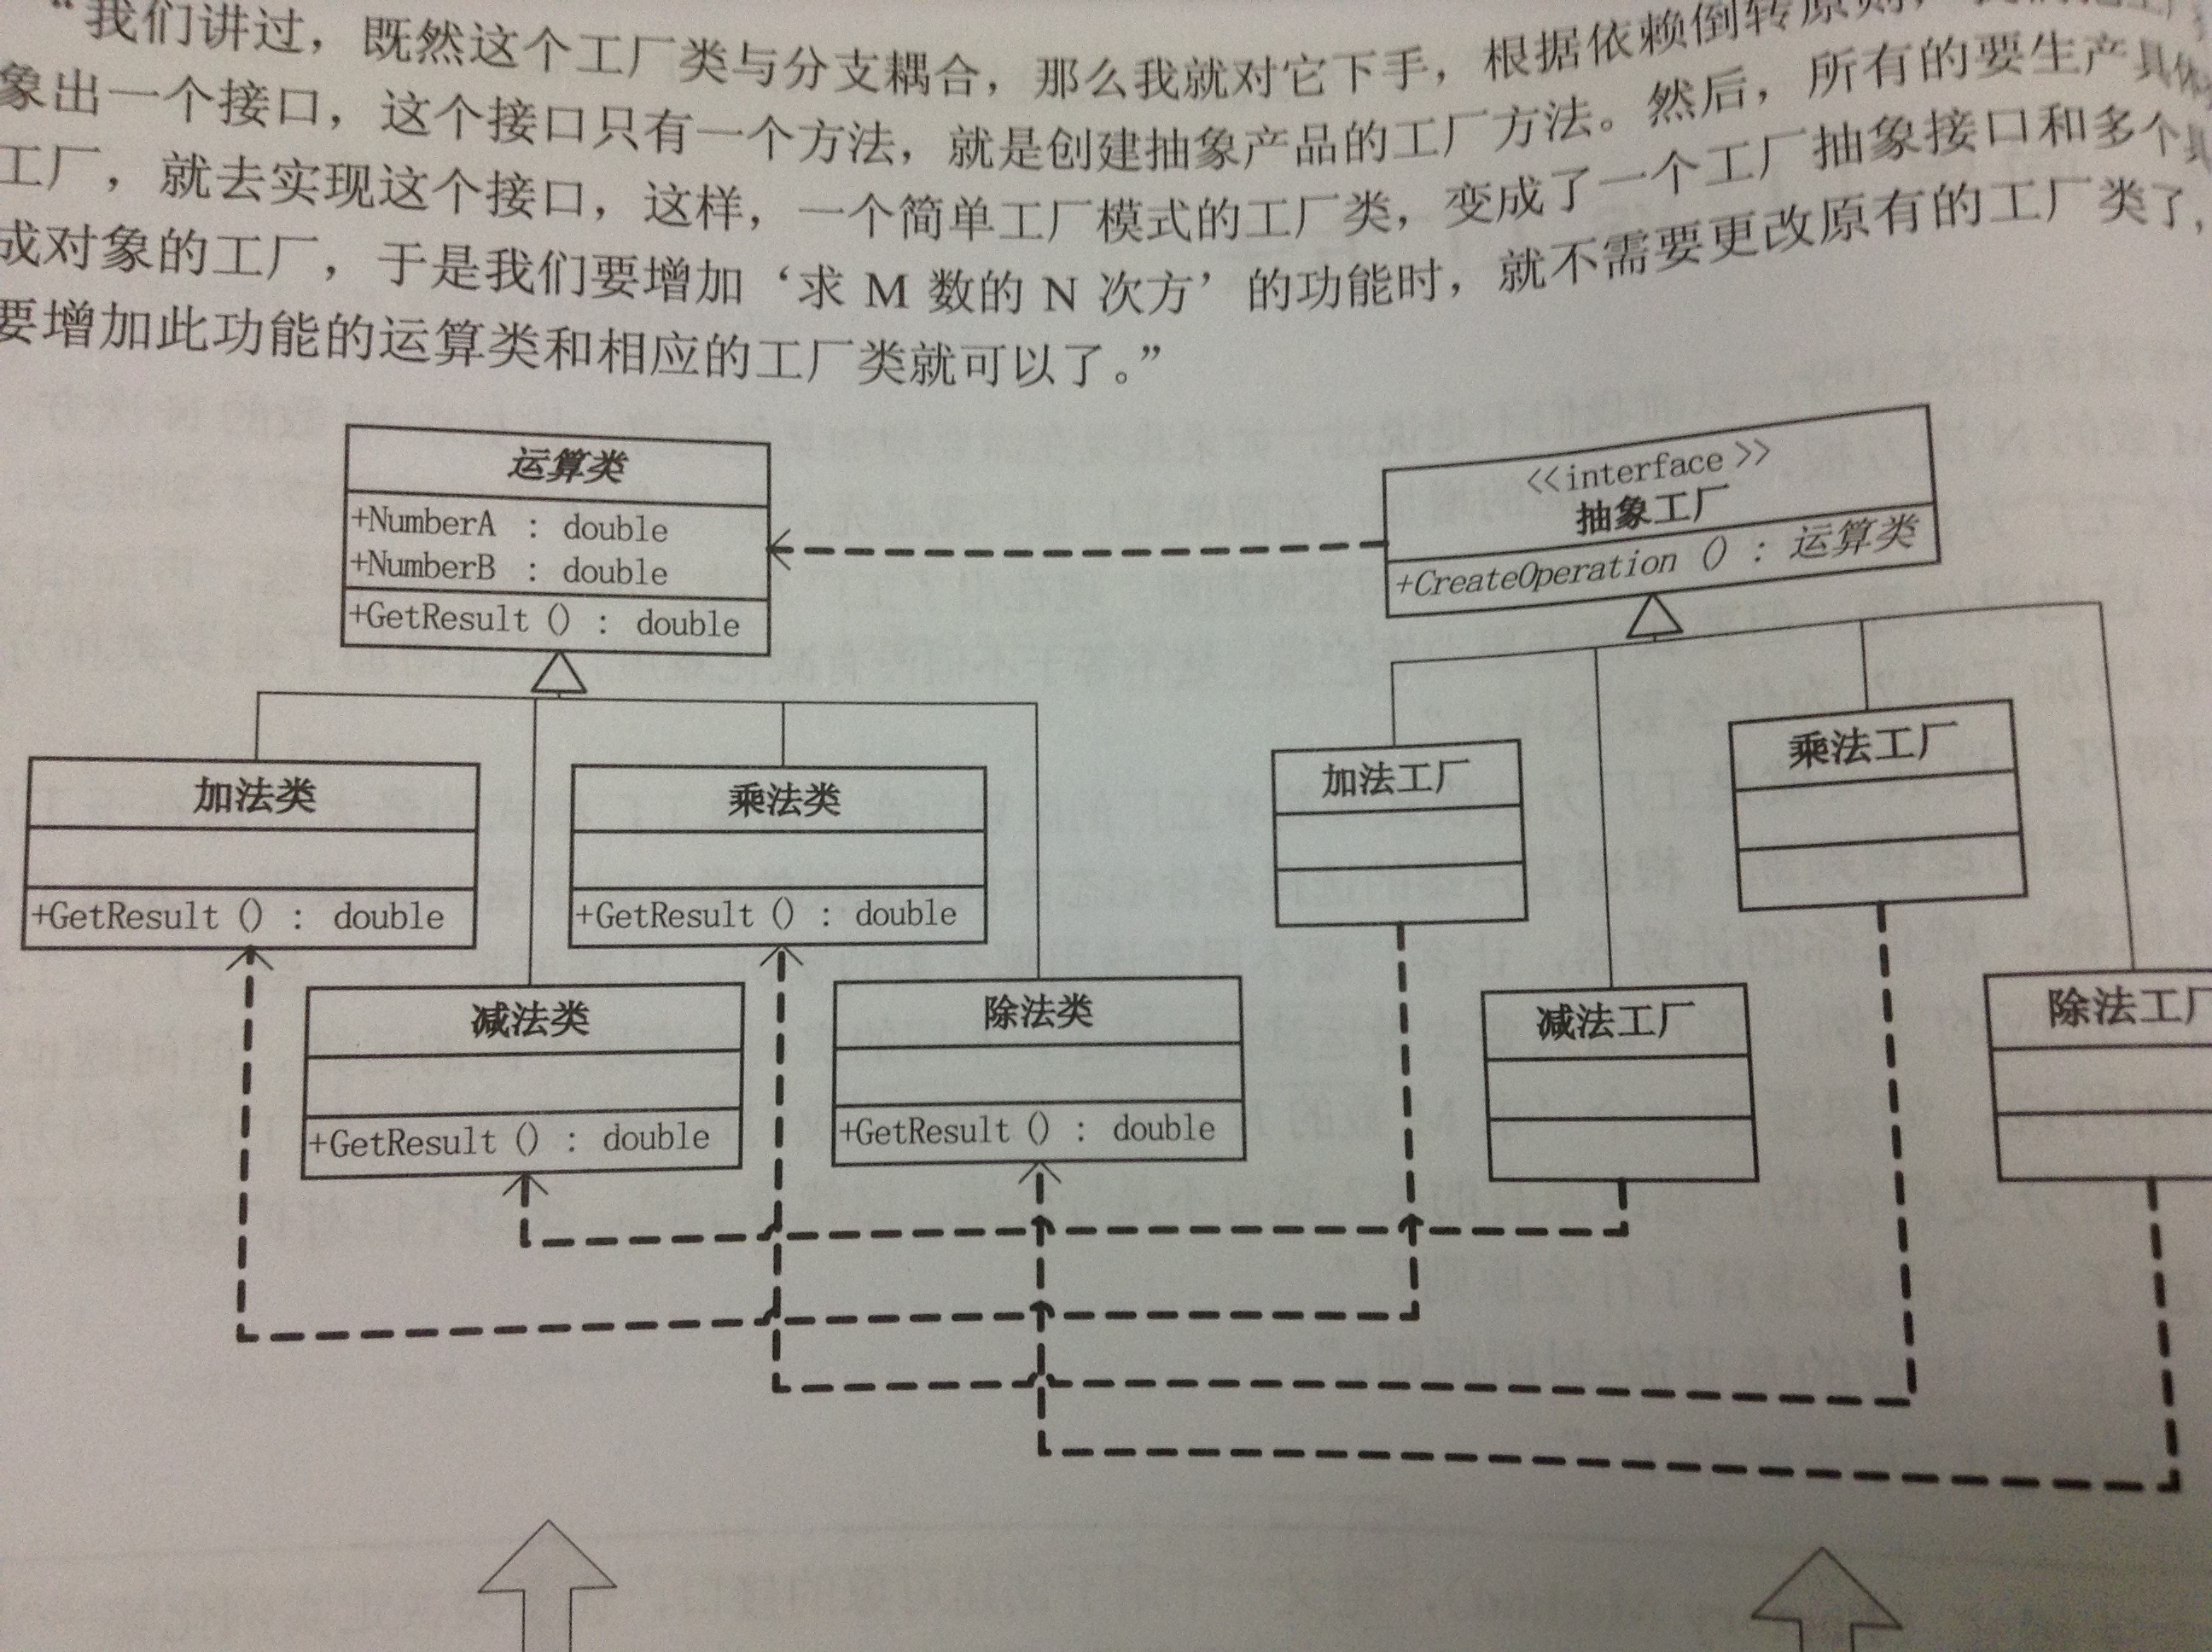 “我们讲过，既然这个工厂类与分支耦合，那么我就对它下手，根据依赖倒转原则，
象出一个接口，这个接口只有一个方法，就是创建抽象产品的工厂方法。然后，所有的要生产具体
工厂，就去实现这个接口，这样，一个简单工厂模式的工厂类，变成了一个工厂抽象接口和多个具
成对象的工厂，于是我们要增加‘求 M 数的 N 次方’的功能时，就不需要更改原有的工厂类了，
要增加此功能的运算类和相应的工厂类就可以了。”
运算类
+NumberA : double
+NumberB : double
+GetResult () : double
<<interface>>
抽象工厂
+CreateOperation () : 运算类
加法类
+GetResult () : double
乘法类
+GetResult () : double
减法类
+GetResult () : double
除法类
+GetResult () : double
加法工厂
乘法工厂
减法工厂
除法工厂